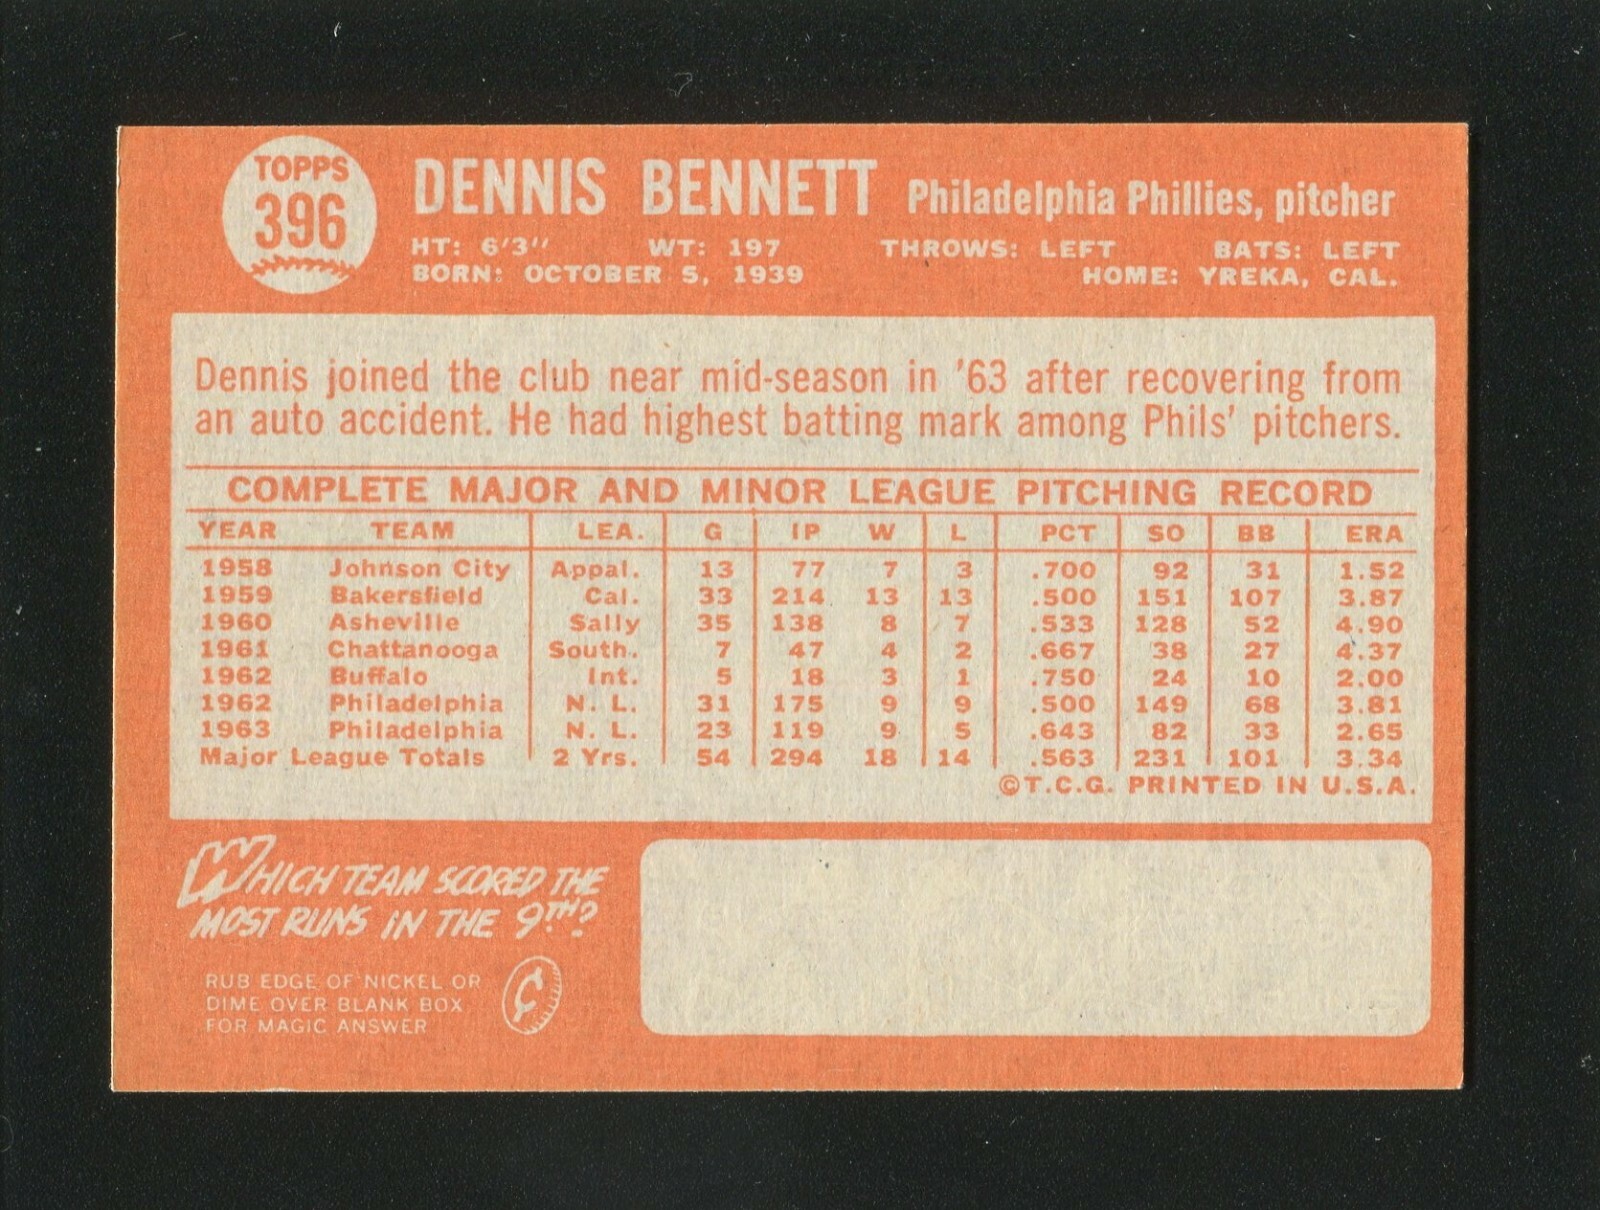 TOPPS
396
DENNIS BENNETT Philadelphia Phillies, pitcher
HT: 6'3" WT: 197 THROWS: LEFT BATS: LEFT
BORN: OCTOBER 5, 1939 HOME: YREKA, CAL.
Dennis joined the club near mid-season in '63 after recovering from
an auto accident. He had highest batting mark among Phils' pitchers.
COMPLETE MAJOR AND MINOR LEAGUE PITCHING RECORD
YEAR TEAM LEA. G IP W L PCT SO BB ERA
1958 Johnson City Appal. 13 77 7 3 .700 92 31 1.52
1959 Bakersfield Cal. 33 214 13 13 .500 151 107 3.87
1960 Asheville Sally 35 138 8 7 .533 128 52 4.90
1961 Chattanooga South. 7 47 4 2 .667 38 27 4.37
1962 Buffalo Int. 5 18 3 1 .750 24 10 2.00
1962 Philadelphia N. L. 31 175 9 9 .500 149 68 3.81
1963 Philadelphia N. L. 23 119 9 5 .643 82 33 2.65
Major League Totals 2 Yrs. 54 294 18 14 .563 231 101 3.34
©T.C.G. PRINTED IN U.S.A.
WHICH TEAM SCORED THE
MOST RUNS IN THE 9TH?
RUB EDGE OF NICKEL OR
DIME OVER BLANK BOX
FOR MAGIC ANSWER
¢